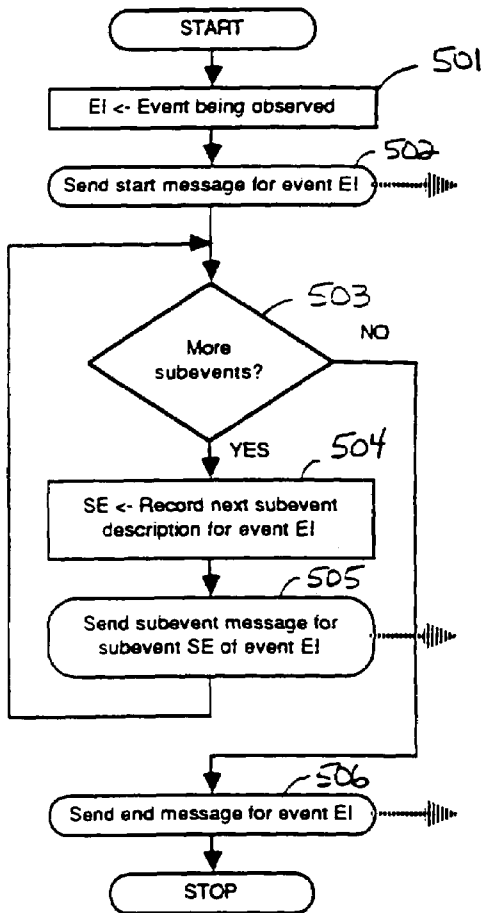 START
501
EI <- Event being observed
502
Send start message for event EI
503
NO
More
subevents?
YES
504
SE <- Record next subevent
description for event EI
505
Send subevent message for
subevent SE of event EI
506
Send end message for event EI
STOP